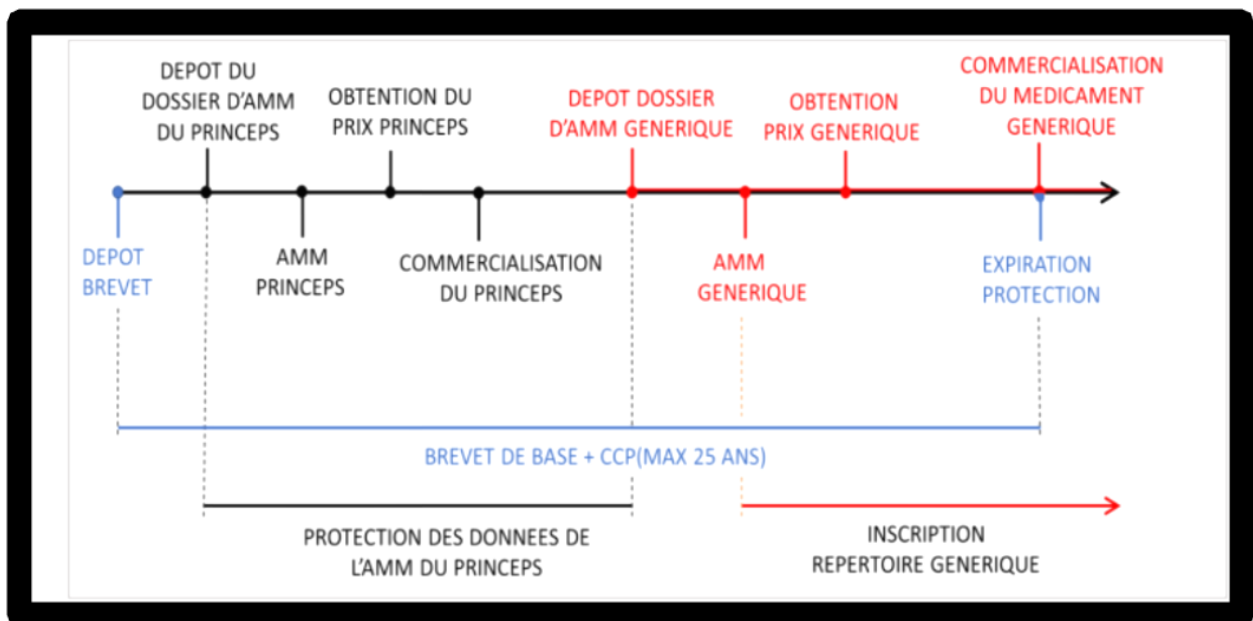 DEPOT DU
DOSSIER D'AMM
DU PRINCEPS
OBTENTION DU
PRIX PRINCEPS
DEPOT DOSSIER
D'AMM GENERIQUE
OBTENTION
PRIX GENERIQUE
COMMERCIALISATION
DU MEDICAMENT
GENERIQUE
DEPOT
BREVET
AMM
PRINCEPS
COMMERCIALISATION
DU PRINCEPS
AMM
GENERIQUE
EXPIRATION
PROTECTION
BREVET DE BASE + CCP(MAX 25 ANS)
PROTECTION DES DONNEES DE
L'AMM DU PRINCEPS
INSCRIPTION
REPERTOIRE GENERIQUE